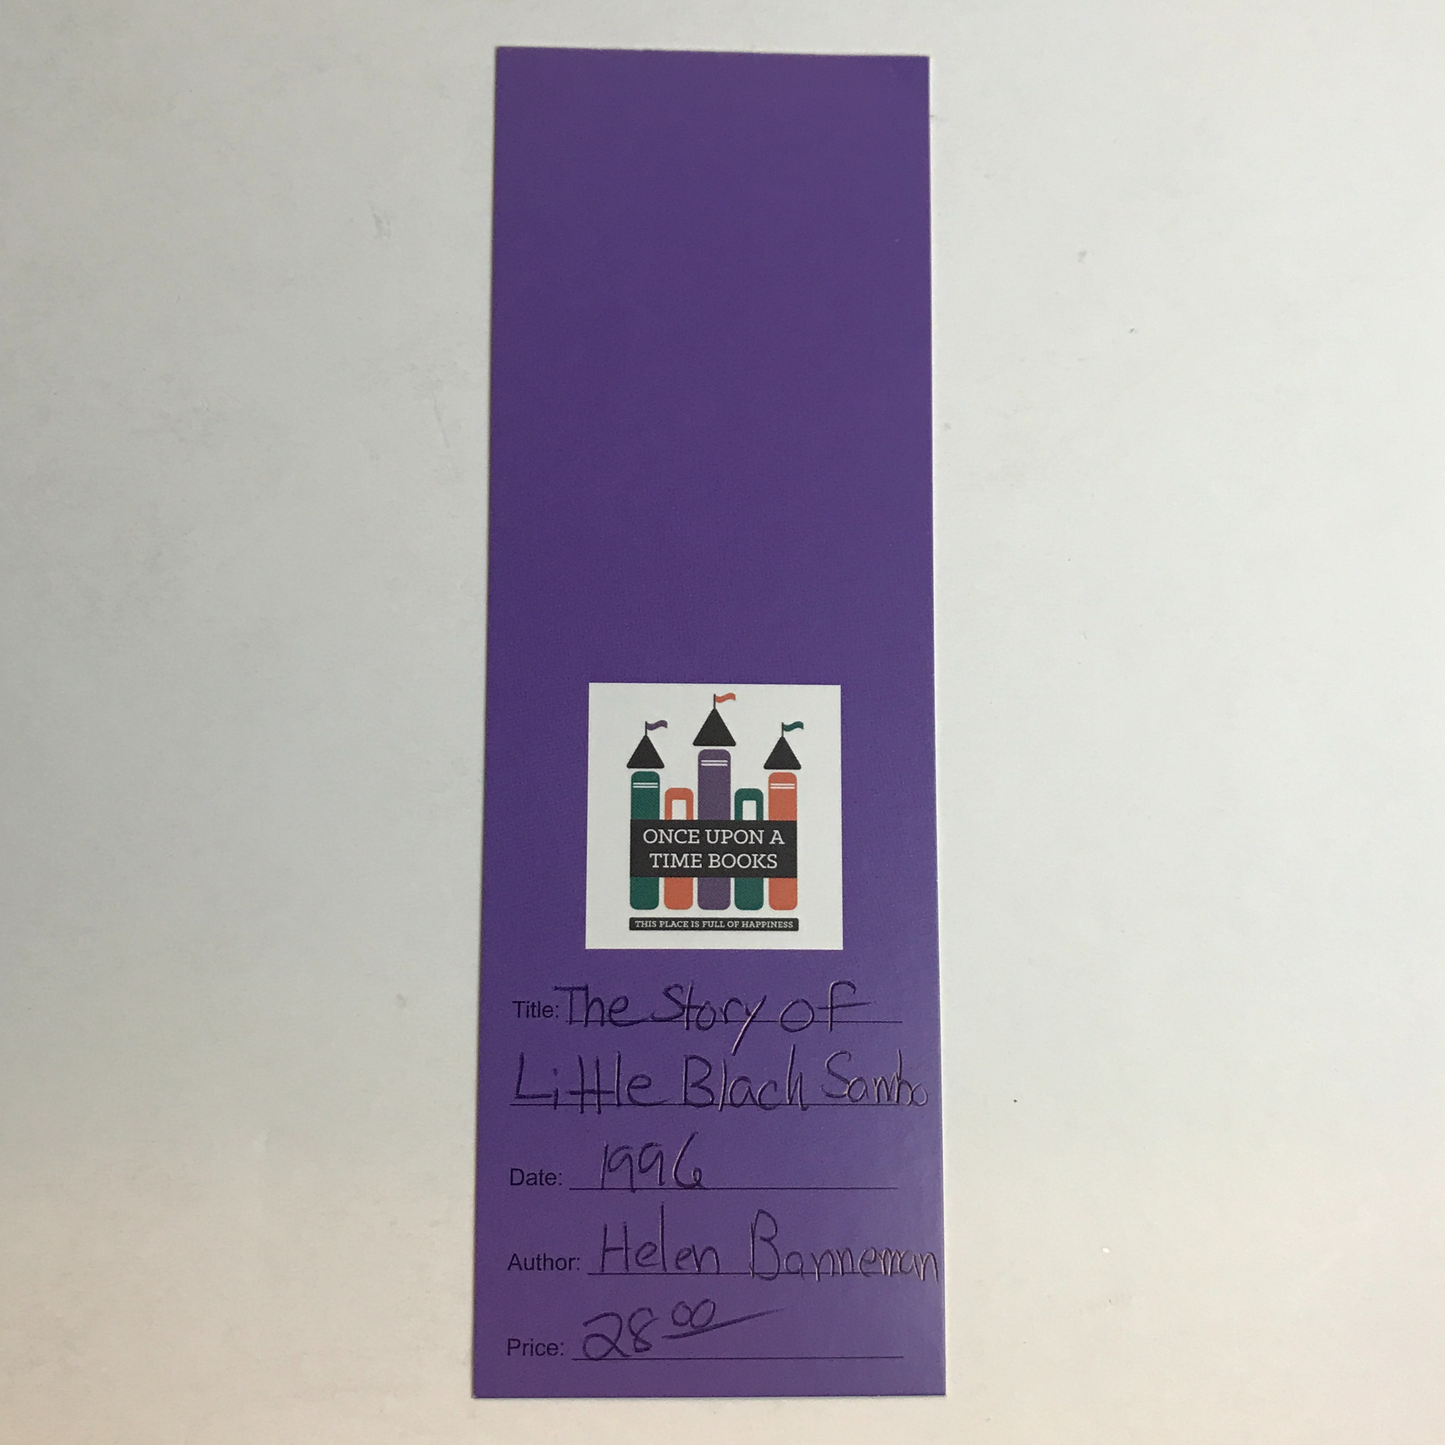 ONCE UPON A
TIME BOOKS
THIS PLACE IS FULL OF HAPPINESS
Title: The Story of
Little Black Sambo
Date: 1996
Author: Helen Banneman
Price: 28 00